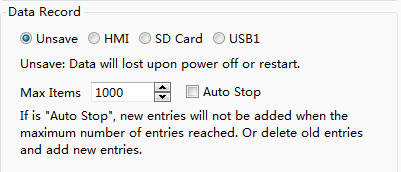 Data Record
Unsave HMI SD Card USB1
Unsave: Data will lost upon power off or restart.
Max Items 1000 Auto Stop
If is "Auto Stop", new entries will not be added when the
maximum number of entries reached. Or delete old entries
and add new entries.